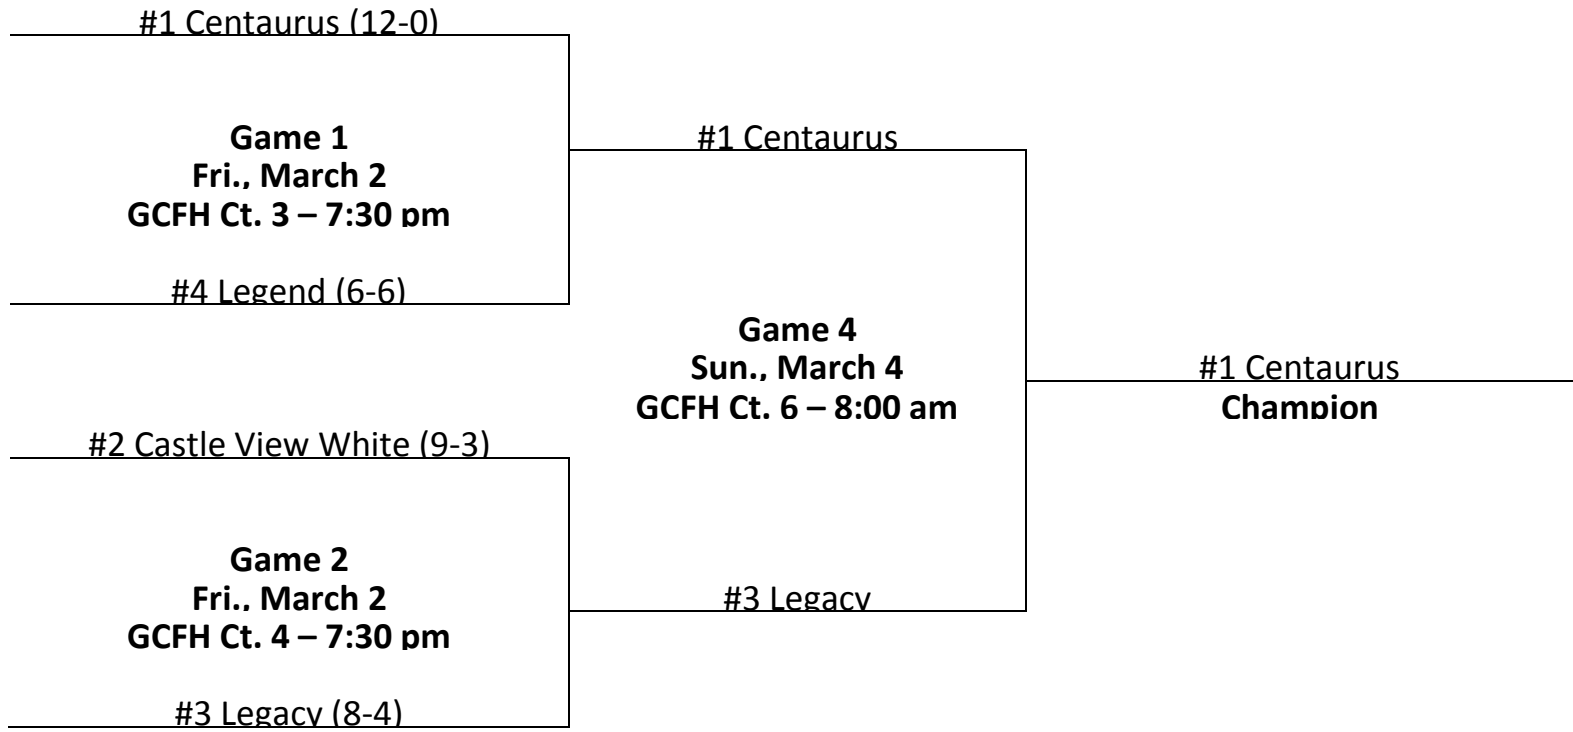 #1 Centaurus (12-0)
Game 1
Fri., March 2
GCFH Ct. 3 – 7:30 pm
#4 Legend (6-6)
#1 Centaurus
Game 4
Sun., March 4
GCFH Ct. 6 – 8:00 am
#1 Centaurus
Champion
#2 Castle View White (9-3)
Game 2
Fri., March 2
GCFH Ct. 4 – 7:30 pm
#3 Legacy (8-4)
#3 Legacy